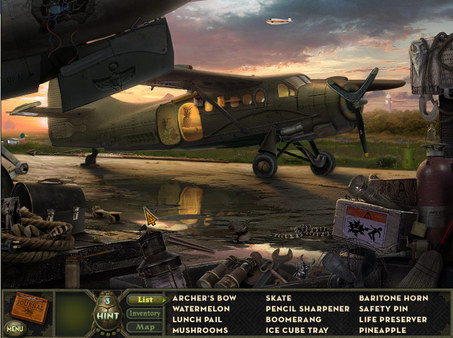 3
HINT
MENU
List
Inventory
Map
ARCHER'S BOW
WATERMELON
LUNCH PAIL
MUSHROOMS
SKATE
PENCIL SHARPENER
BOOMERANG
ICE CUBE TRAY
BARITONE HORN
SAFETY PIN
LIFE PRESERVER
PINEAPPLE